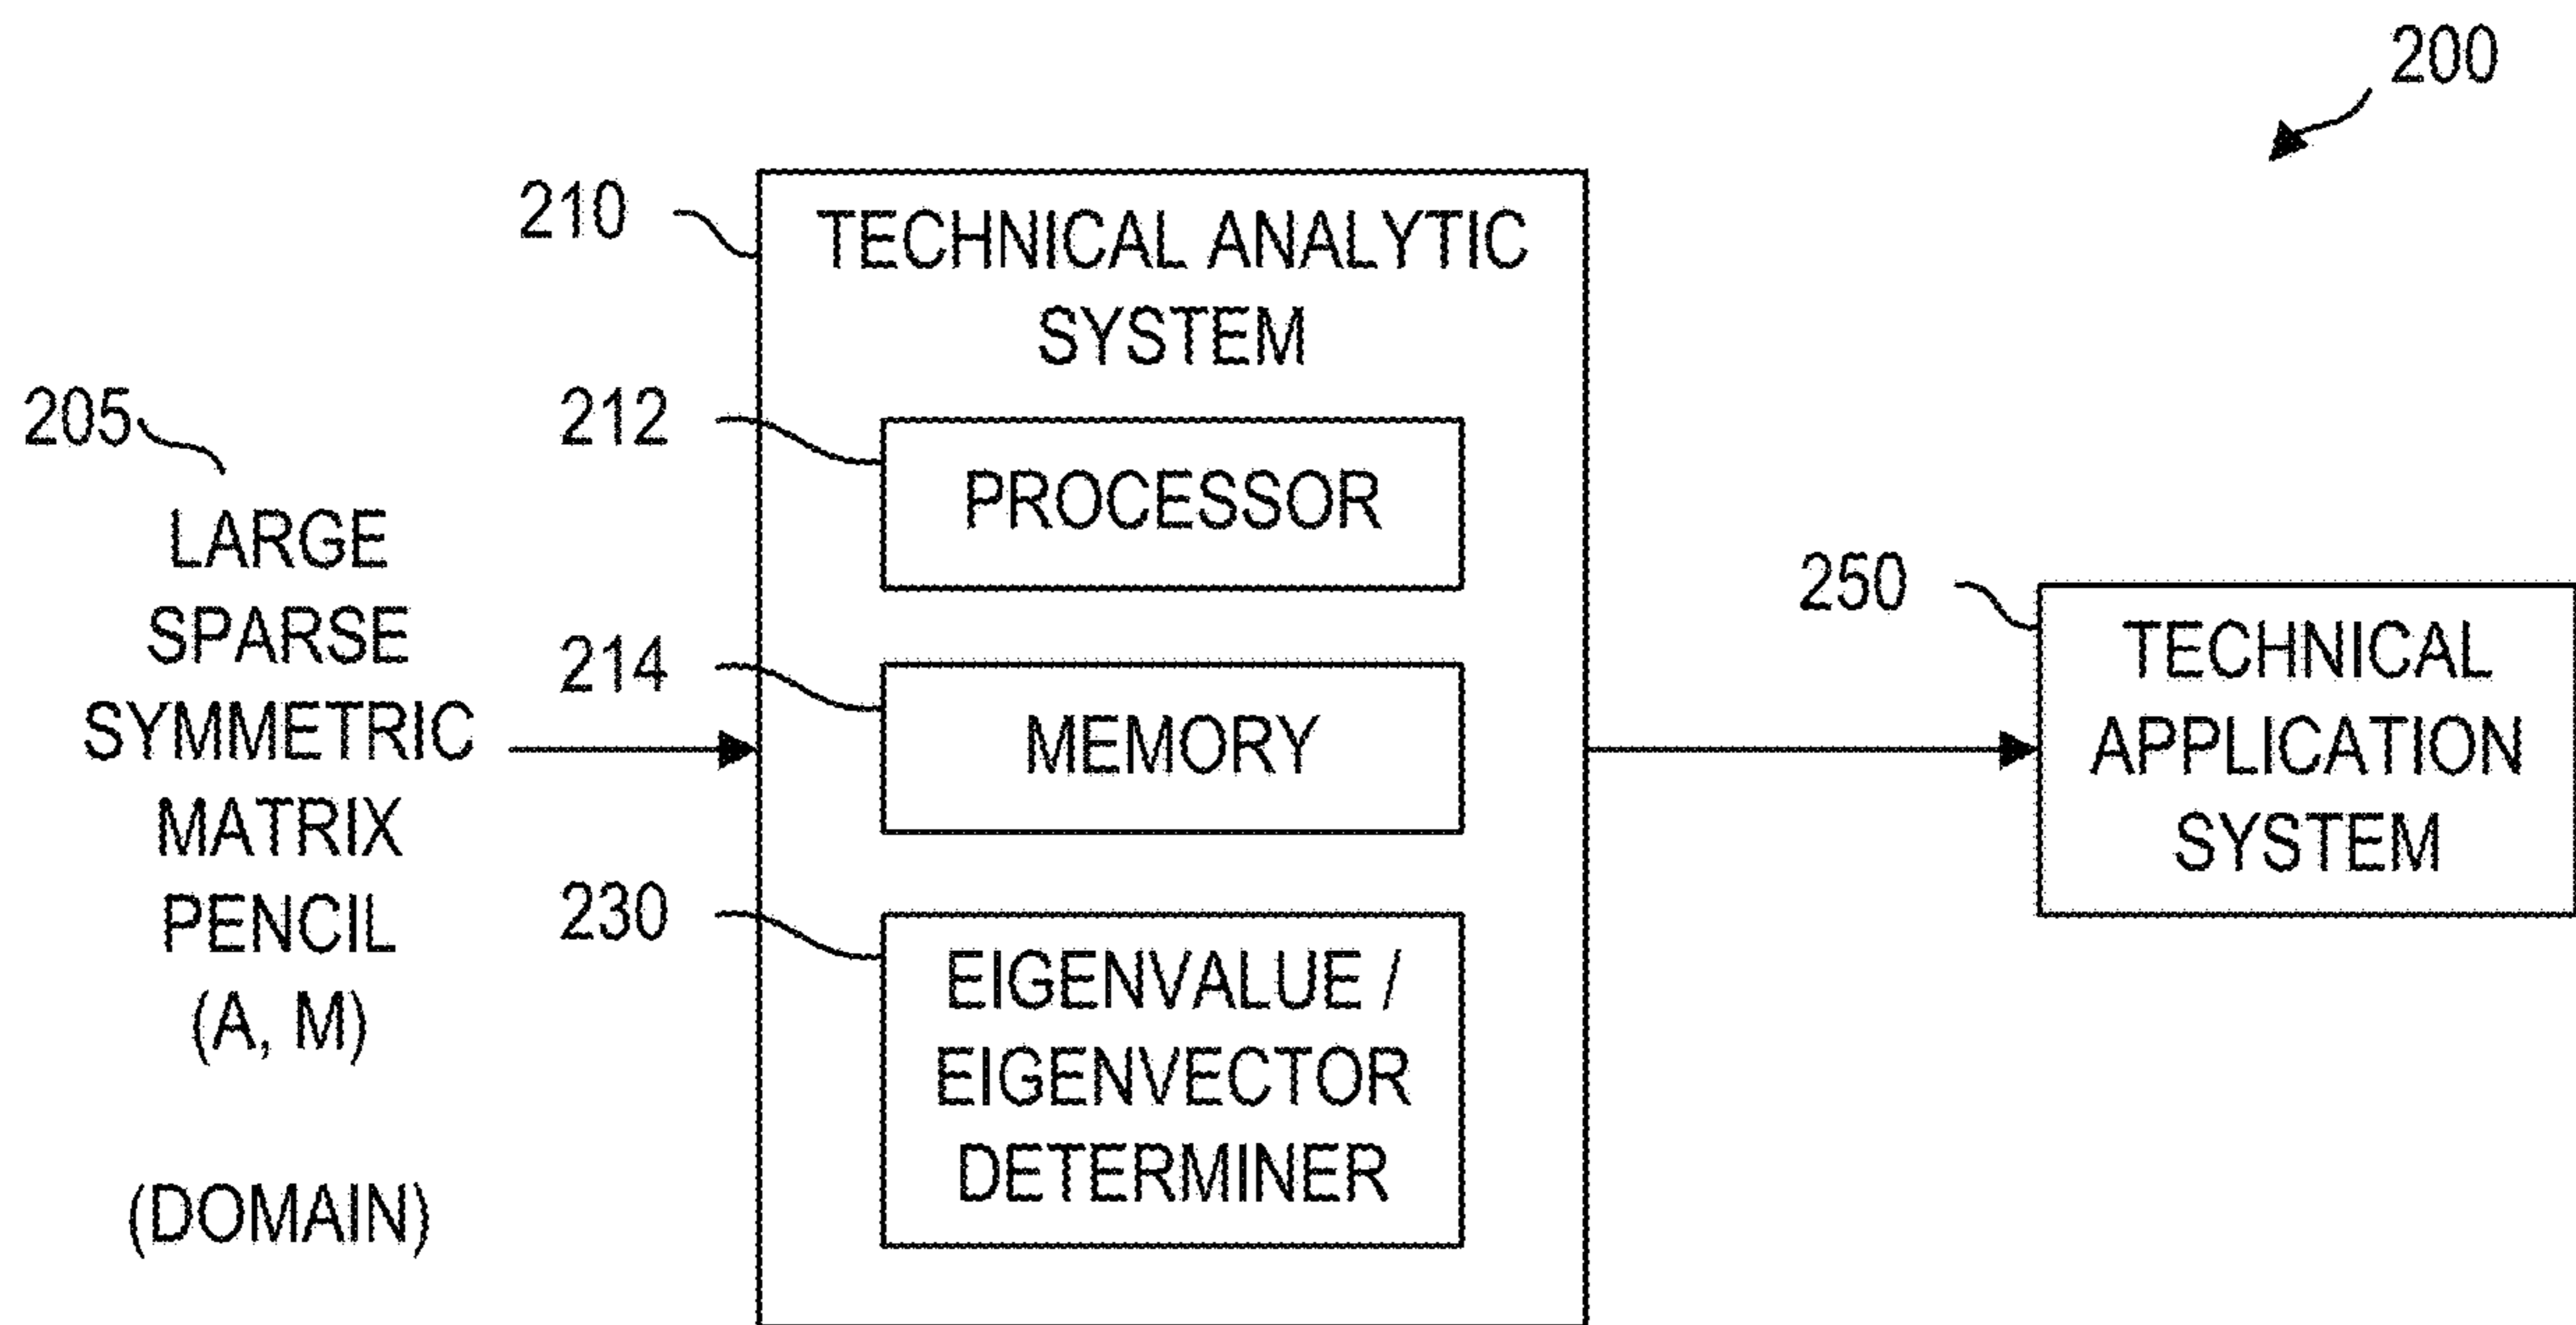 200
210
TECHNICAL ANALYTIC
SYSTEM
205
LARGE
SPARSE
SYMMETRIC
MATRIX
PENCIL
(A, M)
(DOMAIN)
212
PROCESSOR
214
MEMORY
230
EIGENVALUE /
EIGENVECTOR
DETERMINER
250
TECHNICAL
APPLICATION
SYSTEM